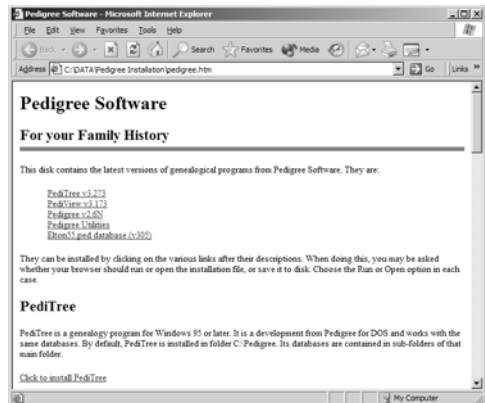 Pedigree Software - Microsoft Internet Explorer
File Edit View Favorites Tools Help
Back Search Favorites Media
Address C:\DATA\Pedigree Installation\pedigree.htm Go Links »
Pedigree Software
For your Family History
This disk contains the latest versions of genealogical programs from Pedigree Software. They are:
PediTree v3.273
PediView v3.173
Pedigree v2.6N
Pedigree Utilities
Elton55.ped database (v305)
They can be installed by clicking on the various links after their descriptions. When doing this, you may be asked
whether your browser should run or open the installation file, or save it to disk. Choose the Run or Open option in each
case.
PediTree
PediTree is a genealogy program for Windows 95 or later. It is a development from Pedigree for DOS and works with the
same databases. By default, PediTree is installed in folder C:\Pedigree. Its databases are contained in sub-folders of that
main folder.
Click to install PediTree
My Computer